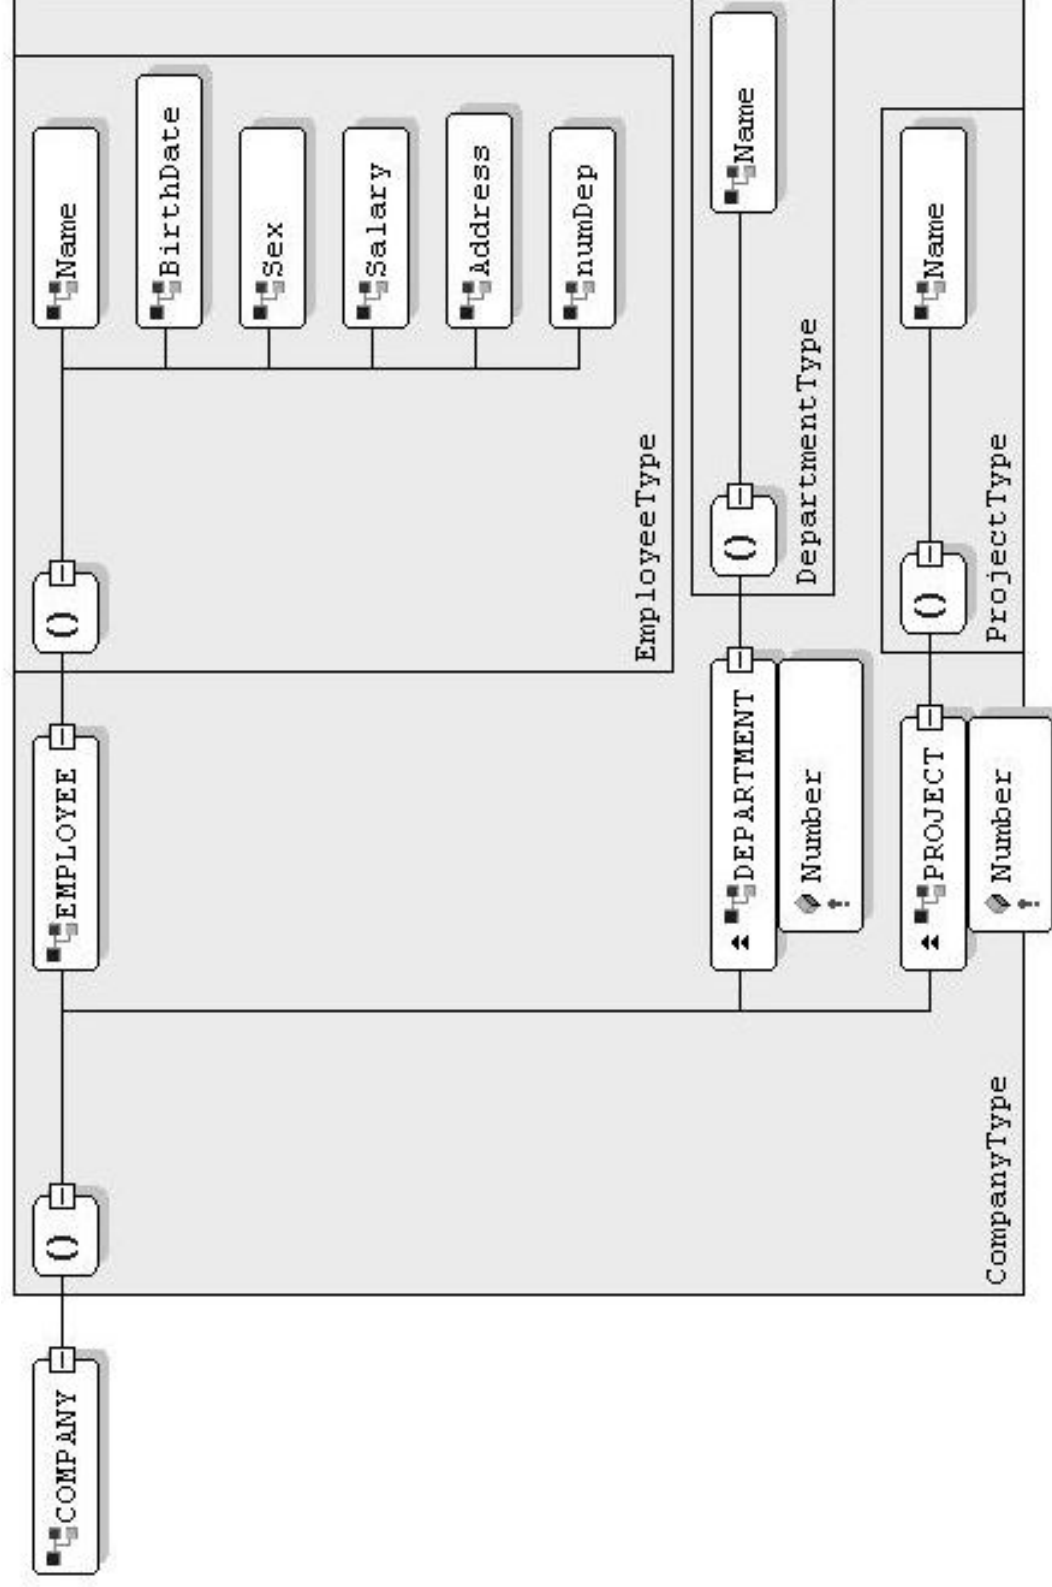 COMPANY
()
CompanyType
EMPLOYEE
()
EmployeeType
Name
BirthDate
Sex
Salary
Address
numDep
DEPARTMENT
Number
()
DepartmentType
Name
PROJECT
Number
()
ProjectType
Name